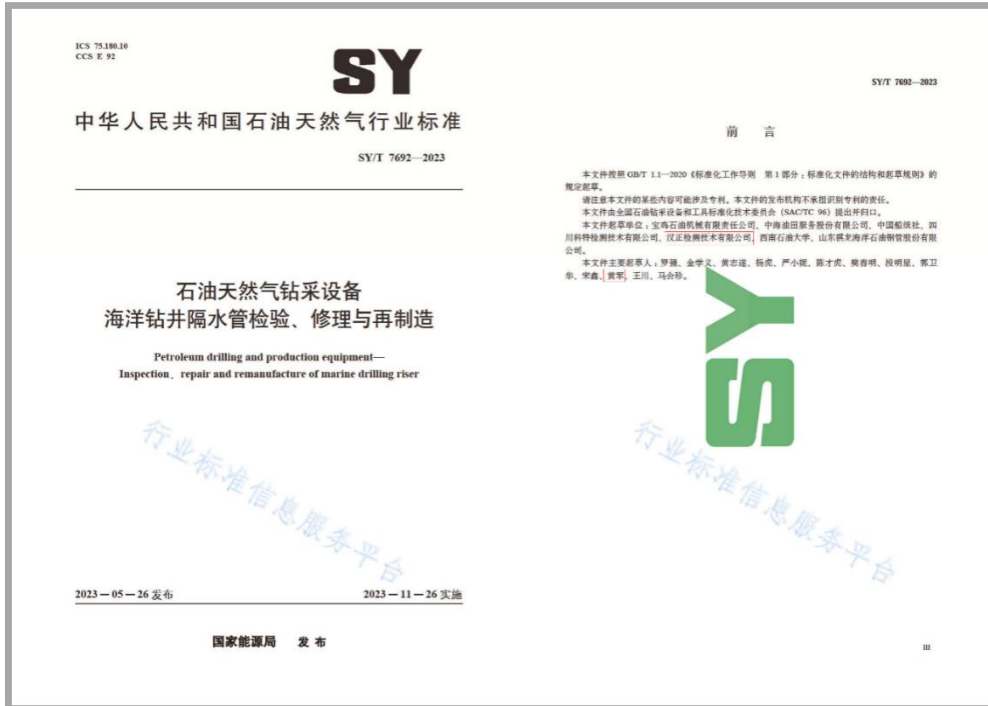 ICS 75.180.10
CCS E 92
SY
中华人民共和国石油天然气行业标准
SY/T 7692—2023
石油天然气钻采设备
海洋钻井隔水管检验、修理与再制造
Petroleum drilling and production equipment—
Inspection、repair and remanufacture of marine drilling riser
行业标准信息服务平台
2023—05—26 发布
2023—11—26 实施
国家能源局 发布
SY/T 7692—2023
前 言
本文件按照 GB/T 1.1—2020《标准化工作导则 第1部分:标准化文件的结构和起草规则》的
规定起草。
请注意本文件的某些内容可能涉及专利。本文件的发布机构不承担识别专利的责任。
本文件由全国石油钻采设备和工具标准化技术委员会(SAC/TC 96)提出并归口。
本文件起草单位:宝鸡石油机械有限责任公司、中海油田服务股份有限公司、中国船级社、四
川科特检测技术有限公司、汉正检测技术有限公司、西南石油大学、山东祺龙海洋石油钢管股份有限
公司。
本文件主要起草人:罗强、金学义、黄志道、杨虎、严小妮、陈才虎、樊春明、段明星、郭卫
华、宋鑫、黄军、王川、马会珍。
SY
行业标准信息服务平台
III